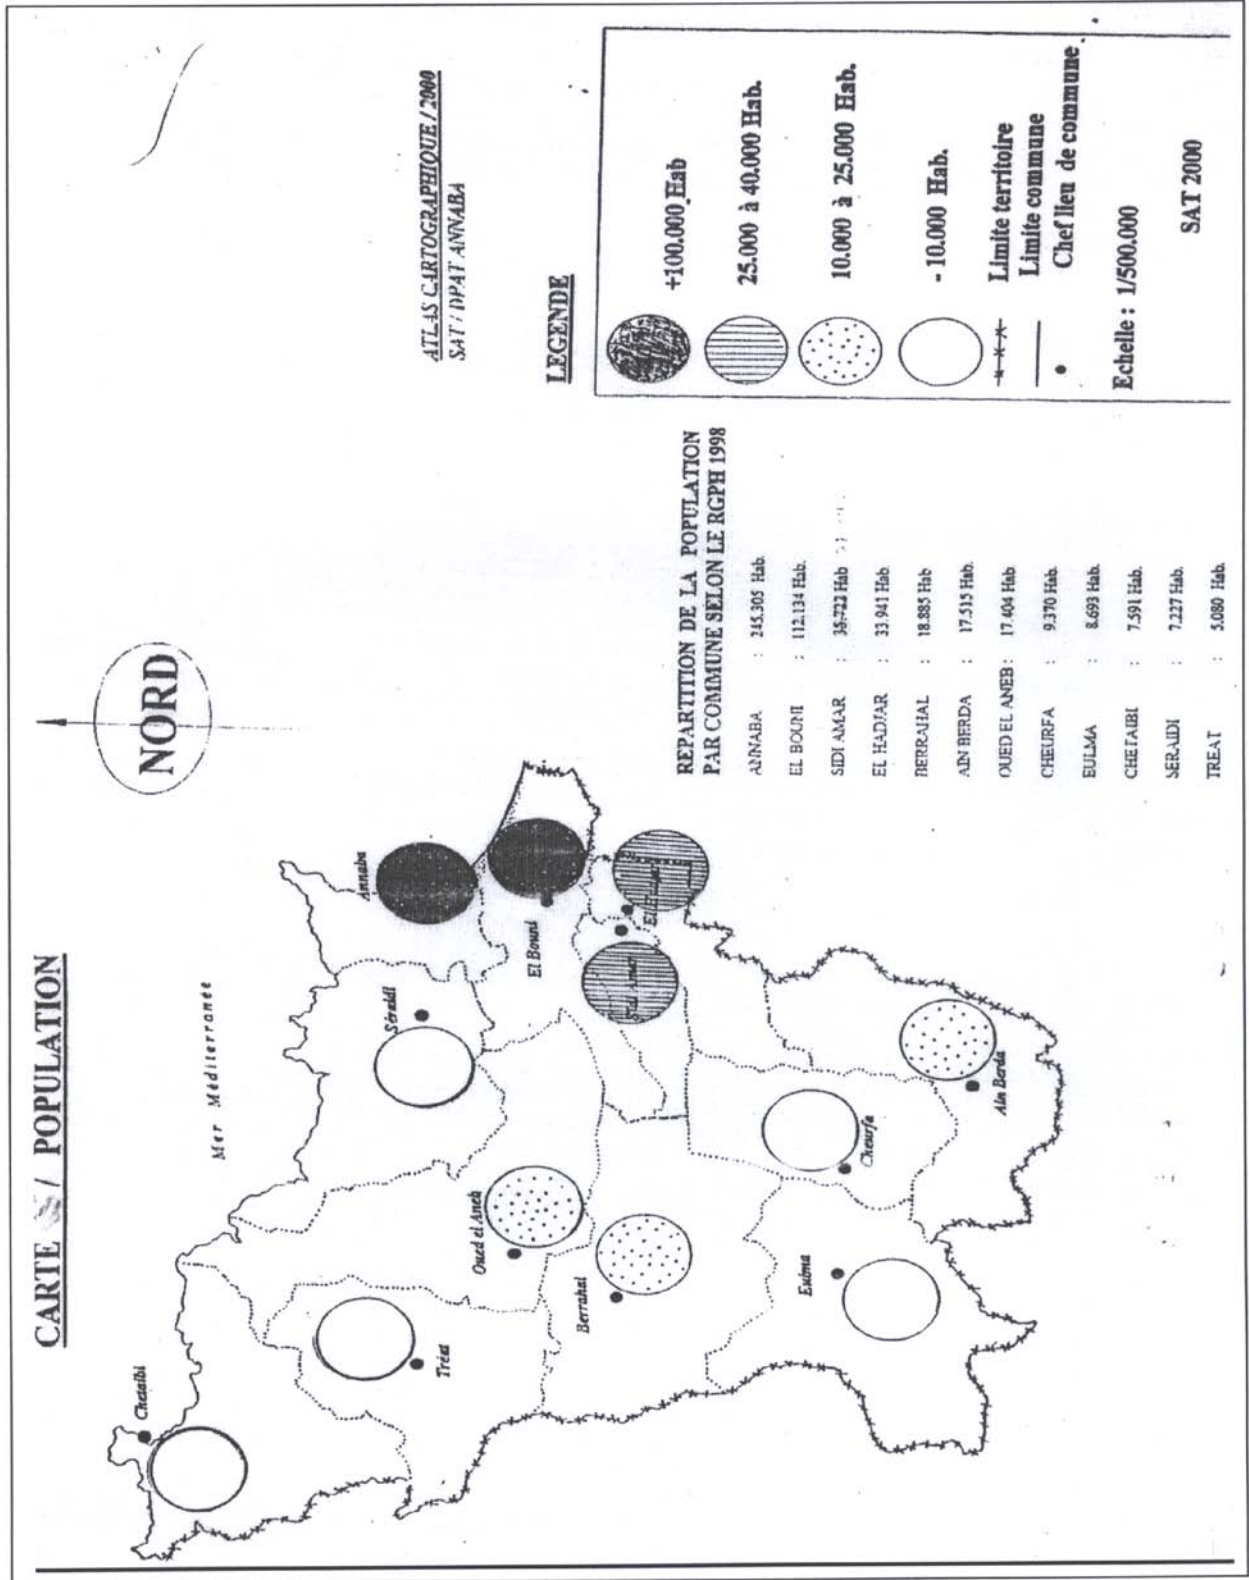 CARTE / POPULATION
NORD
ATLAS CARTOGRAPHIQUE / 2000
SAT / DPAT ANNABA
Mer Méditerranée
Chetaibi
Annaba
Séraïdi
El Bouni
Tréat
Oued el Aneb
Sidi Amar
Berrahal
Eulma
Cheurfa
Ain Berda
REPARTITION DE LA POPULATION
PAR COMMUNE SELON LE RGPH 1998
ANNABA : 245.305 Hab.
EL BOUNI : 112.134 Hab.
SIDI AMAR : 35.722 Hab
EL HADJAR : 33.941 Hab.
BERRAHAL : 18.885 Hab
AIN BERDA : 17.515 Hab.
OUED EL ANEB : 17.404 Hab.
CHEURFA : 9.370 Hab.
EULMA : 8.693 Hab.
CHETAIBI : 7.591 Hab.
SERAIDI : 7.227 Hab.
TREAT : 5.080 Hab.
LEGENDE
+100.000 Hab
25.000 à 40.000 Hab.
10.000 à 25.000 Hab.
- 10.000 Hab.
Limite territoire
Limite commune
Chef lieu de commune
Echelle : 1/500.000
SAT 2000